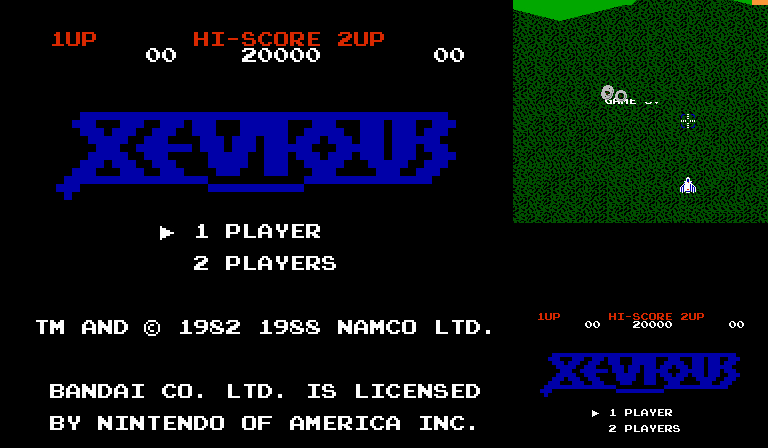 1UP HI-SCORE 2UP
00 20000 00
XEVIOUS
▶ 1 PLAYER
2 PLAYERS
TM AND © 1982 1988 NAMCO LTD.
BANDAI CO. LTD. IS LICENSED
BY NINTENDO OF AMERICA INC.
GAME
1UP HI-SCORE 2UP
00 20000 00
XEVIOUS
▶ 1 PLAYER
2 PLAYERS